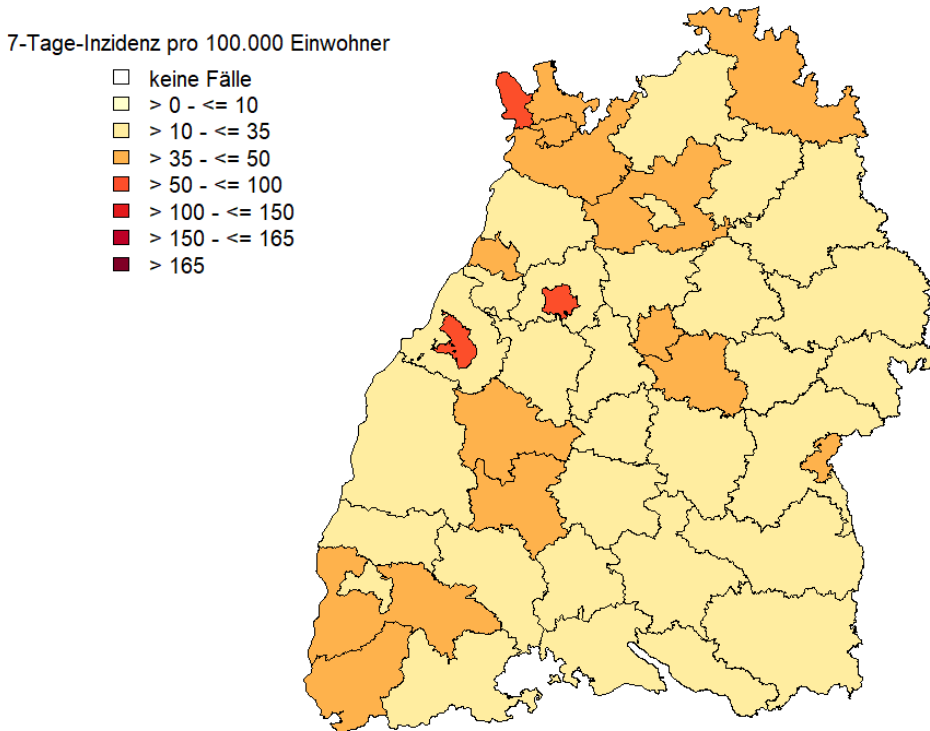 7-Tage-Inzidenz pro 100.000 Einwohner
keine Fälle
> 0 - <= 10
> 10 - <= 35
> 35 - <= 50
> 50 - <= 100
> 100 - <= 150
> 150 - <= 165
> 165